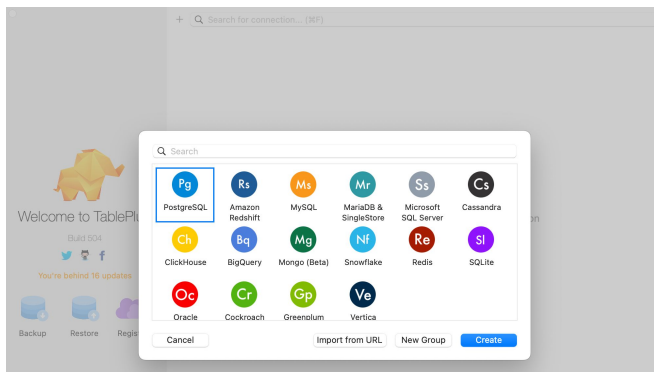 + Search for connection... (⌘F)
Search
Pg Rs Ms Mr Ss Cs
PostgreSQL Amazon Redshift MySQL MariaDB & SingleStore Microsoft SQL Server Cassandra
Ch Bq Mg Nf Re Sl
ClickHouse BigQuery Mongo (Beta) Snowflake Redis SQLite
Oc Cr Gp Ve
Oracle Cockroach Greenplum Vertica
Cancel Import from URL New Group Create
Welcome to TablePlu
Build 504
You're behind 16 updates
Backup Restore Regis
on